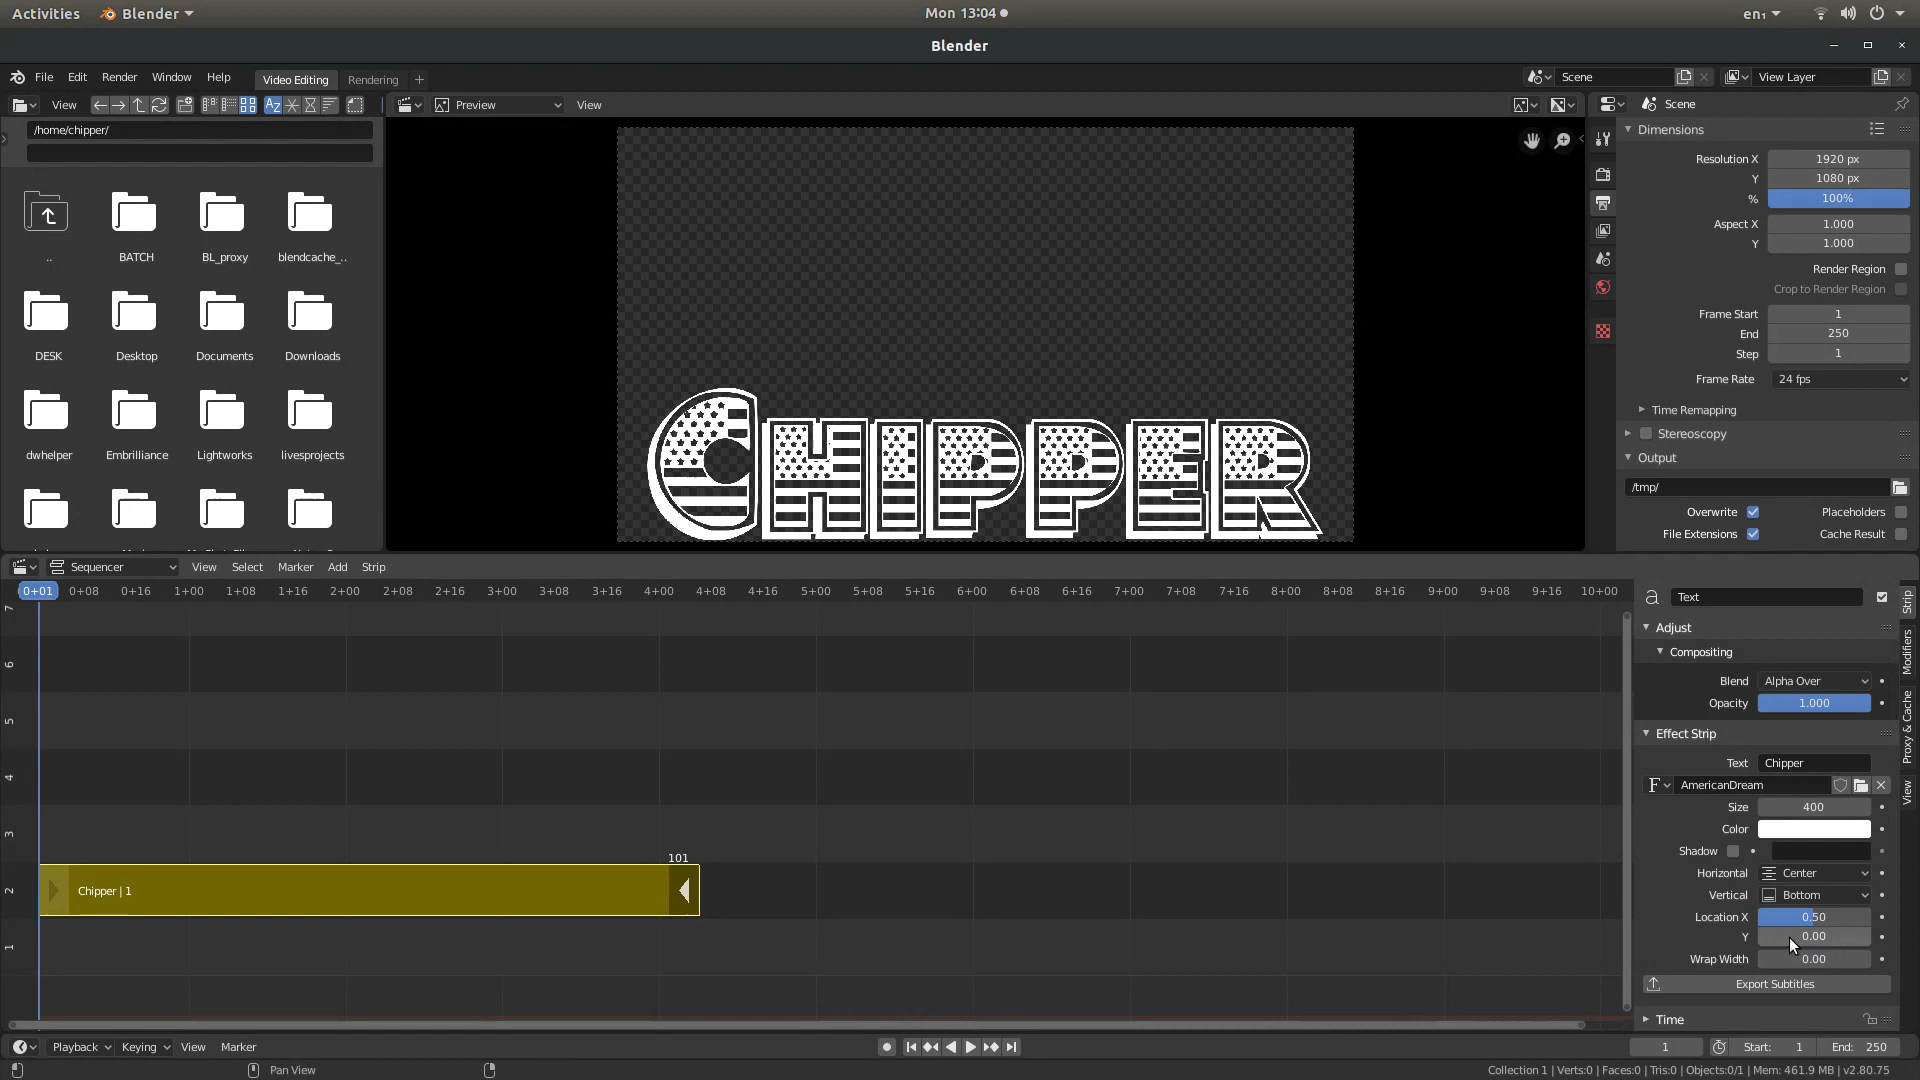 Activities Blender Mon 13:04 en₁
Blender
File Edit Render Window Help Video Editing Rendering + Scene View Layer
View Preview View Scene
/home/chipper/
Dimensions
Resolution X 1920 px
Y 1080 px
% 100%
Aspect X 1.000
Y 1.000
.. BATCH BL_proxy blendcache_..
Render Region
Crop to Render Region
Frame Start 1
End 250
Step 1
DESK Desktop Documents Downloads
Frame Rate 24 fps
Time Remapping
Stereoscopy
dwhelper Embrilliance Lightworks livesprojects
Output
CHIPPER
/tmp/
Overwrite Placeholders
File Extensions Cache Result
Sequencer View Select Marker Add Strip
0+01 0+08 0+16 1+00 1+08 1+16 2+00 2+08 2+16 3+00 3+08 3+16 4+00 4+08 4+16 5+00 5+08 5+16 6+00 6+08 6+16 7+00 7+08 7+16 8+00 8+08 8+16 9+00 9+08 9+16 10+00
7
6
5
4
3
2
1
101
Chipper | 1
Text
Adjust
Compositing
Blend Alpha Over
Opacity 1.000
Effect Strip
Text Chipper
F AmericanDream
Size 400
Color
Shadow
Horizontal Center
Vertical Bottom
Location X 0.50
Y 0.00
Wrap Width 0.00
Export Subtitles
Time
Strip
Modifiers
Proxy & Cache
View
Playback Keying View Marker 1 Start: 1 End: 250
Pan View Collection 1 | Verts:0 | Faces:0 | Tris:0 | Objects:0/1 | Mem: 461.9 MB | v2.80.75